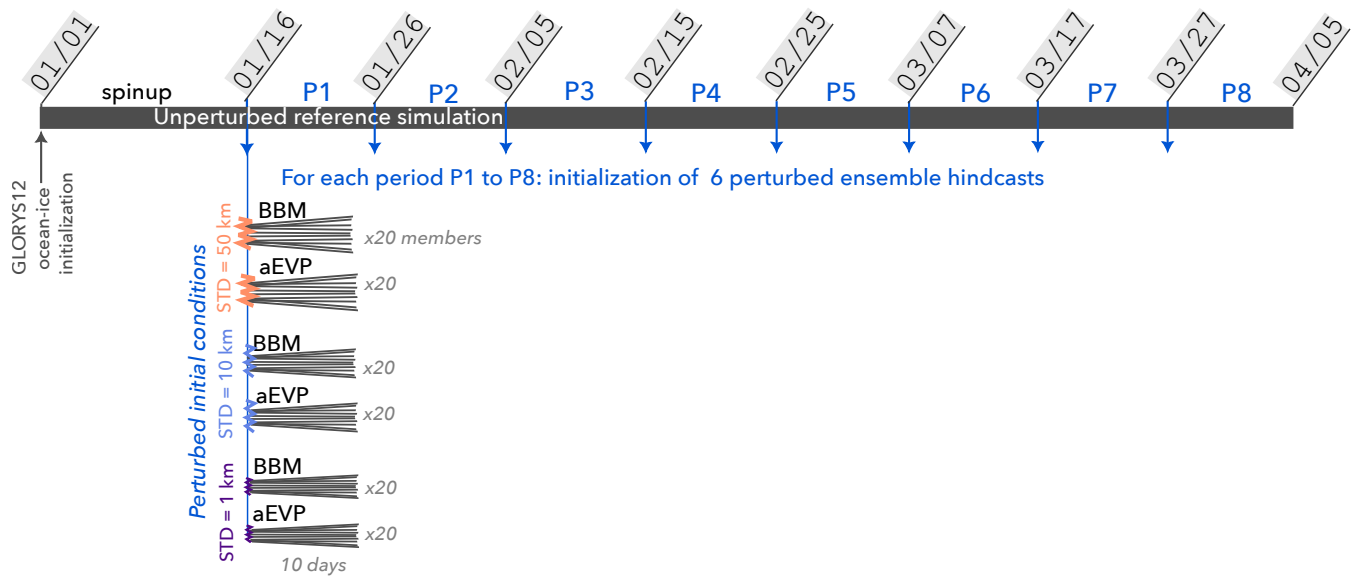 01/01
01/16
01/26
02/05
02/15
02/25
03/07
03/17
03/27
04/05
spinup
P1
P2
P3
P4
P5
P6
P7
P8
Unperturbed reference simulation
GLORYS12
ocean-ice
initialization
For each period P1 to P8: initialization of 6 perturbed ensemble hindcasts
Perturbed initial conditions
STD = 50 km
BBM
x20 members
aEVP
x20
STD = 10 km
BBM
x20
aEVP
x20
STD = 1 km
BBM
x20
aEVP
x20
10 days